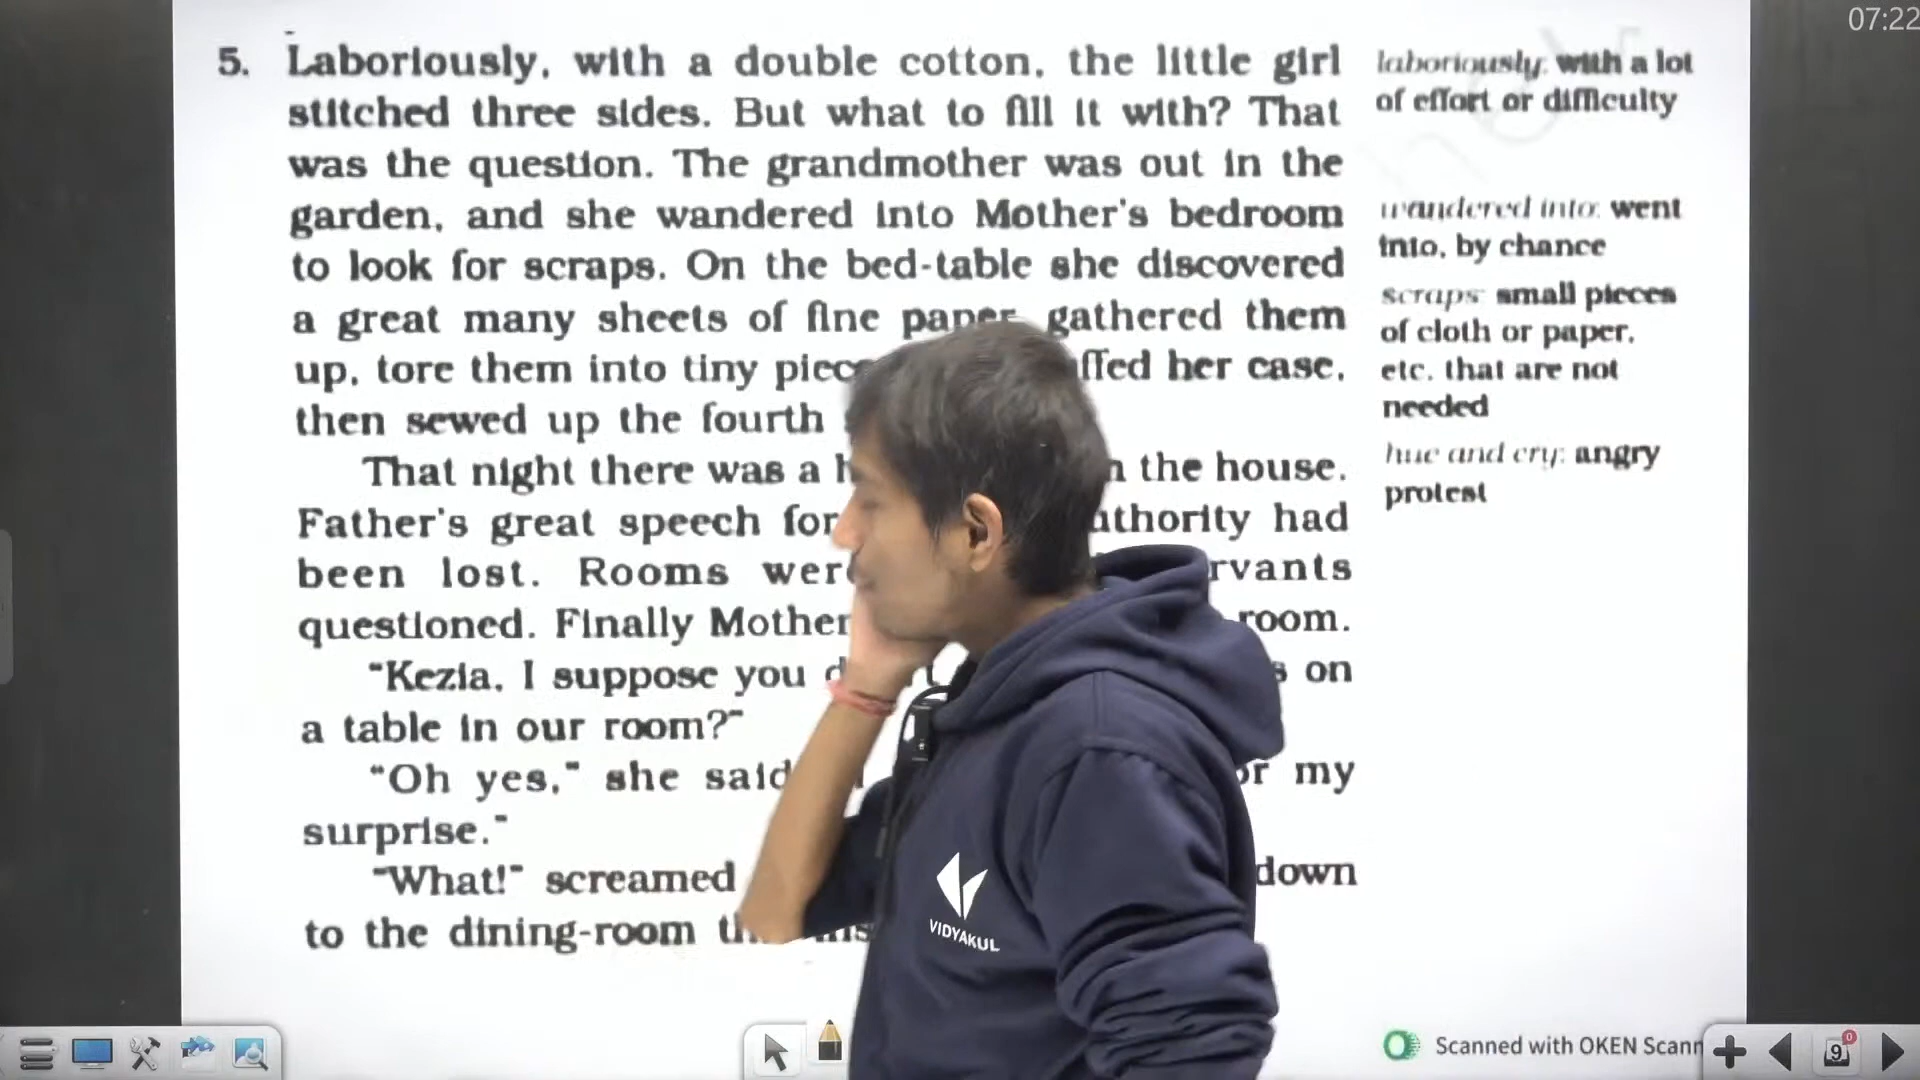 07:22
5. Laboriously, with a double cotton, the little girl
stitched three sides. But what to fill it with? That
was the question. The grandmother was out in the
garden, and she wandered into Mother's bedroom
to look for scraps. On the bed-table she discovered
a great many sheets of fine paper, gathered them
up, tore them into tiny her case,
then sewed up the fourth
That night there was a the house.
Father's great speech for had
been lost. Rooms
questioned. Finally Mother room.
"Kezia, I suppose you on
a table in our room?"
"Oh yes," she said my
surprise."
"What!" screamed down
to the dining-room
laboriously: with a lot
of effort or difficulty
wandered into: went
into, by chance
scraps: small pieces
of cloth or paper,
etc. that are not
needed
hue and cry: angry
protest
VIDYAKUL
Scanned with OKEN
9
0